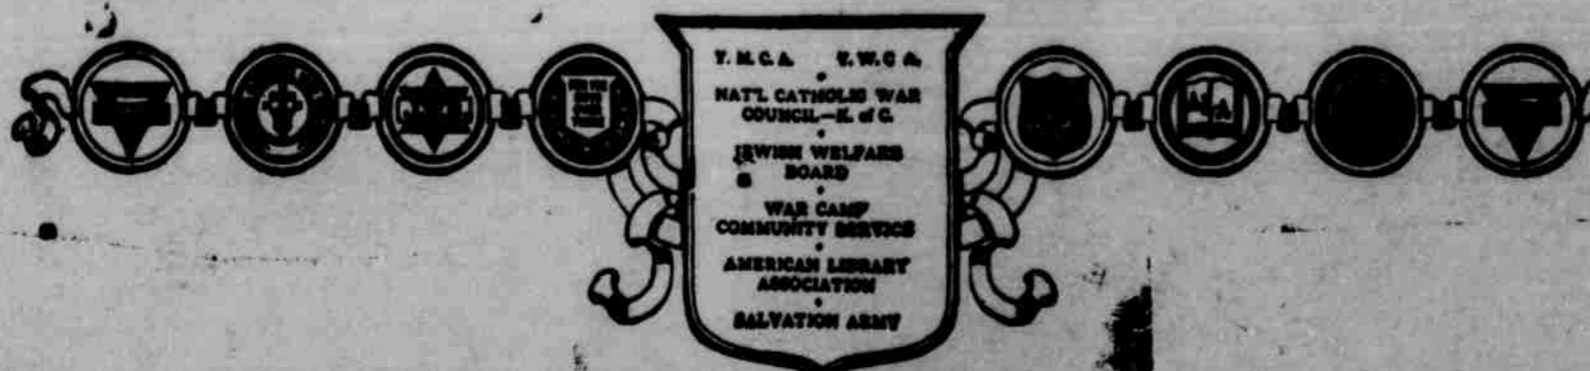 Y. M. C. A. Y. W. C. A.
NAT'L CATHOLIC WAR
COUNCIL—K. of C.
JEWISH WELFARE
BOARD
WAR CAMP
COMMUNITY SERVICE
AMERICAN LIBRARY
ASSOCIATION
SALVATION ARMY